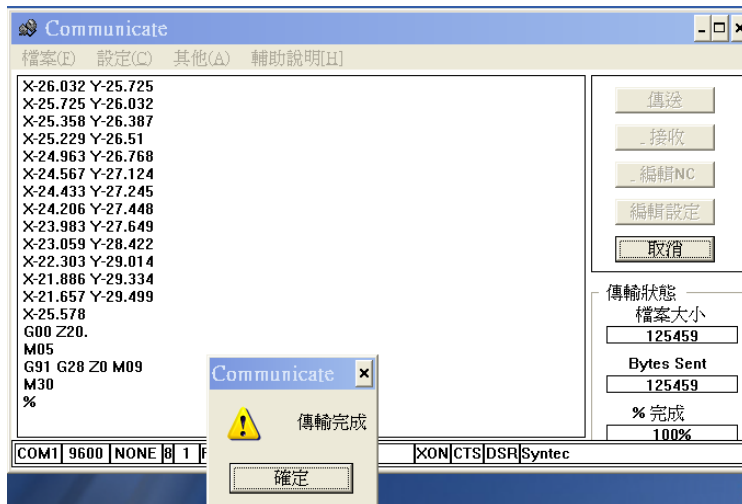 Communicate
檔案(F) 設定(C) 其他(A) 輔助說明[H]
X-26.032 Y-25.725
X-25.725 Y-26.032
X-25.358 Y-26.387
X-25.229 Y-26.51
X-24.963 Y-26.768
X-24.567 Y-27.124
X-24.433 Y-27.245
X-24.206 Y-27.448
X-23.983 Y-27.649
X-23.059 Y-28.422
X-22.303 Y-29.014
X-21.886 Y-29.334
X-21.657 Y-29.499
X-25.578
G00 Z20.
M05
G91 G28 Z0 M09
M30
%
傳送
_ 接收
_ 編輯NC
編輯設定
取消
傳輸狀態
檔案大小
125459
Bytes Sent
125459
% 完成
100%
Communicate
傳輸完成
確定
COM1 9600 NONE 8 1 XON CTS DSR Syntec